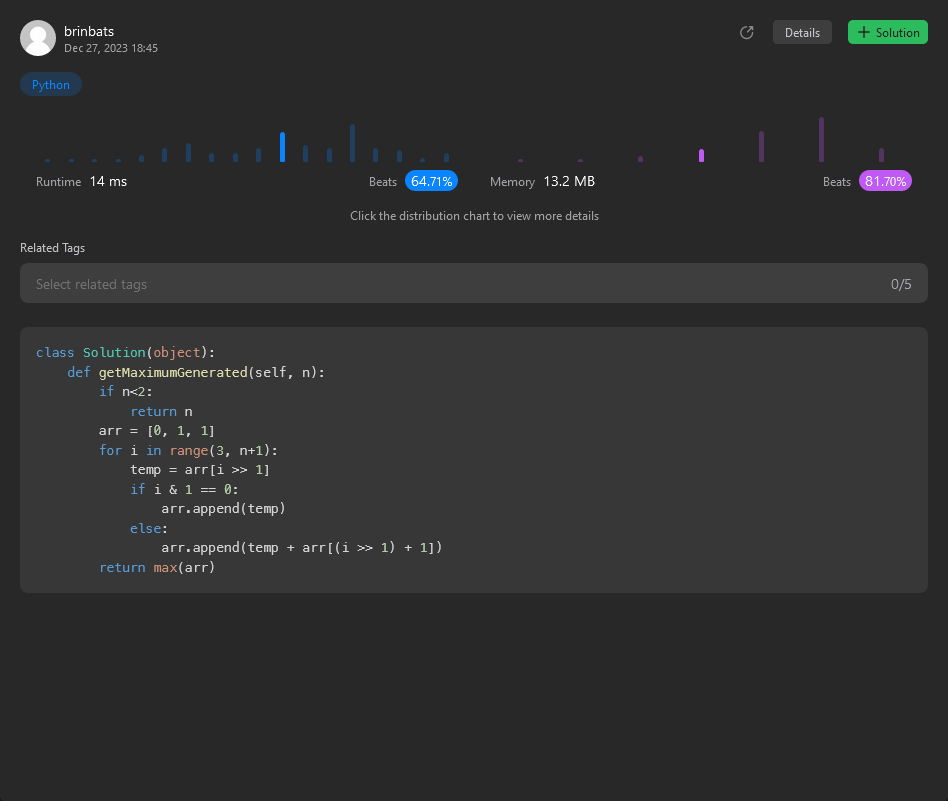 brinbats
Dec 27, 2023 18:45
Details
+ Solution
Python
Runtime 14 ms Beats 64.71% Memory 13.2 MB Beats 81.70%
Click the distribution chart to view more details
Related Tags
Select related tags 0/5
class Solution(object):
    def getMaximumGenerated(self, n):
        if n<2:
            return n
        arr = [0, 1, 1]
        for i in range(3, n+1):
            temp = arr[i >> 1]
            if i & 1 == 0:
                arr.append(temp)
            else:
                arr.append(temp + arr[(i >> 1) + 1])
        return max(arr)